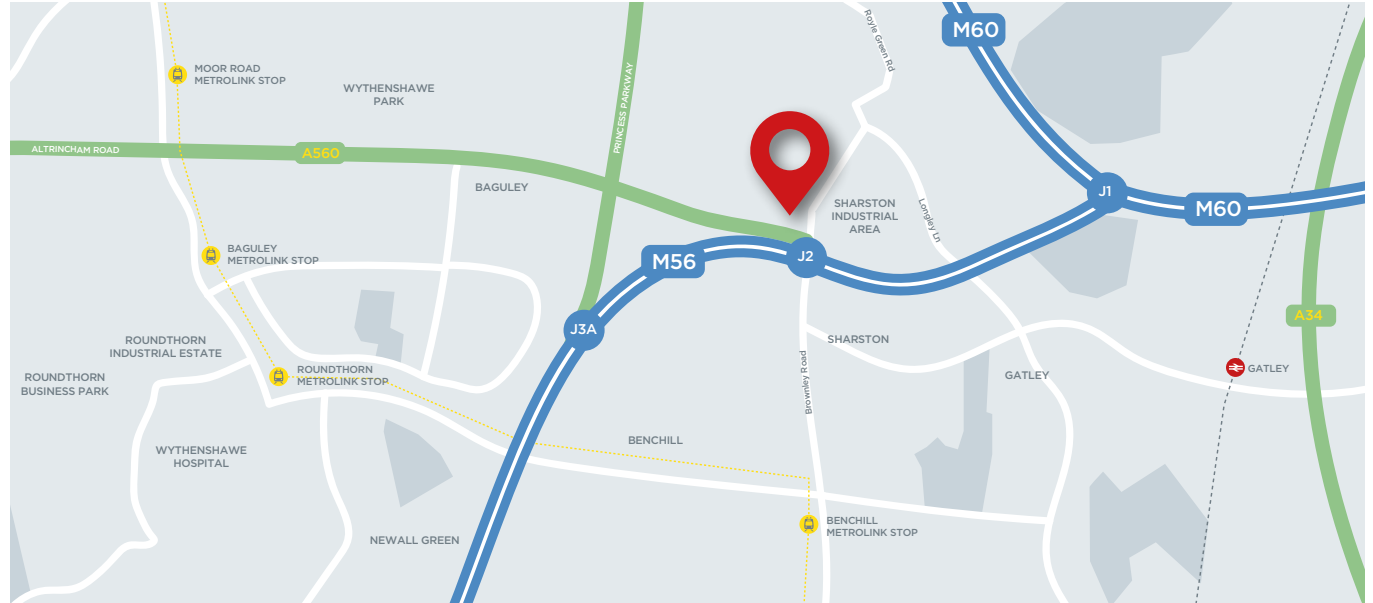 M60
Royle Green Rd
MOOR ROAD
METROLINK STOP
WYTHENSHAWE
PARK
PRINCESS PARKWAY
ALTRINCHAM ROAD
A560
BAGULEY
J1
M60
SHARSTON
INDUSTRIAL
AREA
Longley Ln
BAGULEY
METROLINK STOP
M56
J2
A34
J3A
SHARSTON
ROUNDTHORN
INDUSTRIAL ESTATE
ROUNDTHORN
METROLINK STOP
ROUNDTHORN
BUSINESS PARK
Brownley Road
GATLEY
GATLEY
BENCHILL
WYTHENSHAWE
HOSPITAL
BENCHILL
METROLINK STOP
NEWALL GREEN